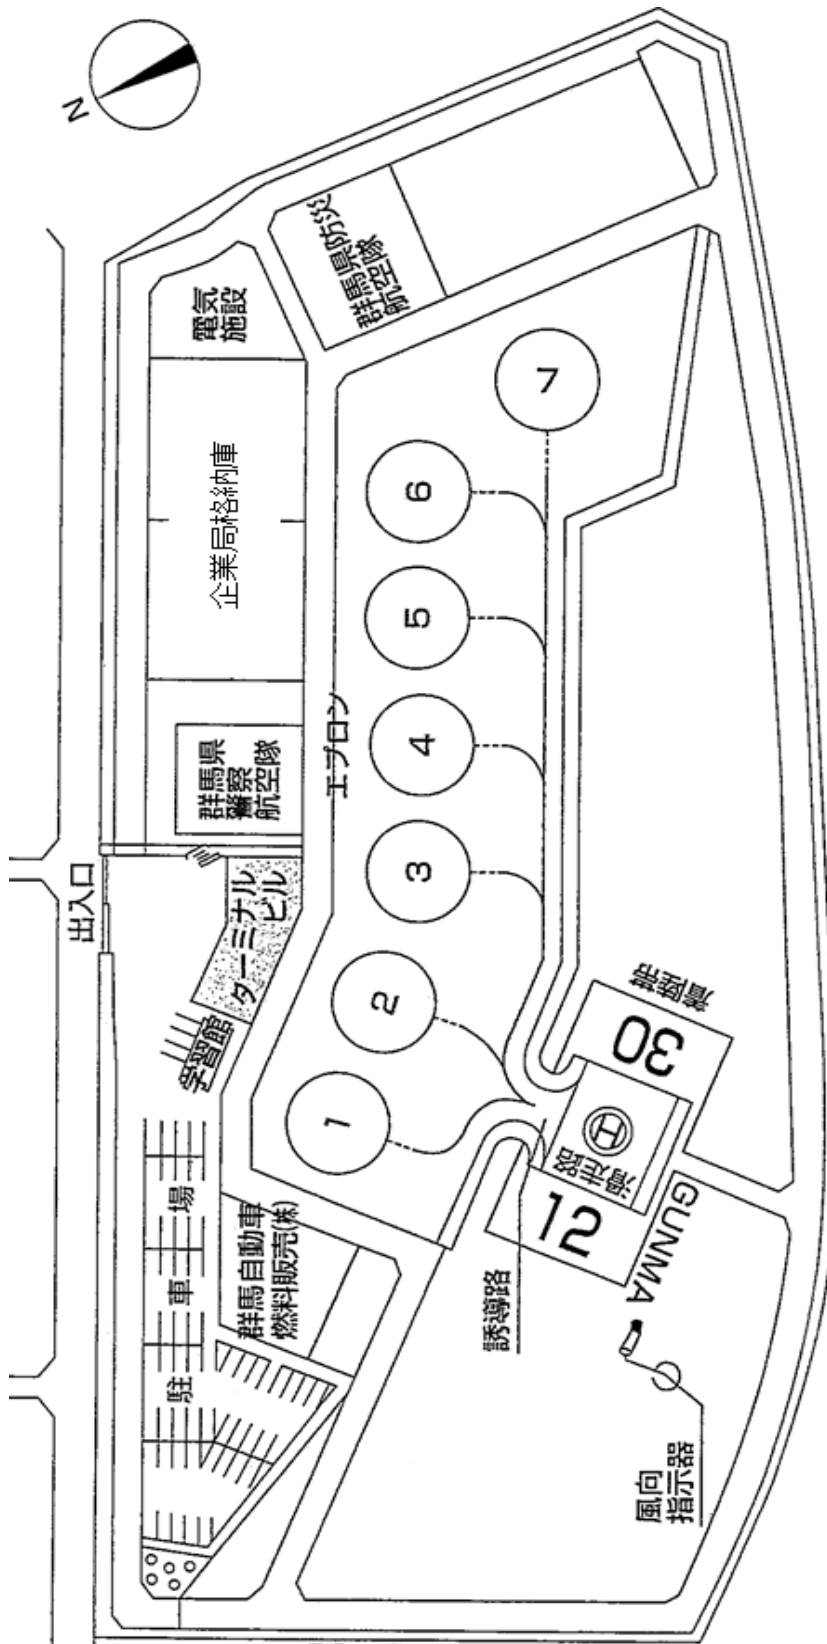 N
電気
施設
群馬県防災
航空隊
企業局格納庫
群馬県
警察
航空隊
エプロン
出入口
ターミナル
ビル
学習館
7
6
5
4
3
2
1
着陸帯
30
H
滑走路
12
GUNMA
誘導路
駐車場
群馬自動車
燃料販売(株)
風向
指示器